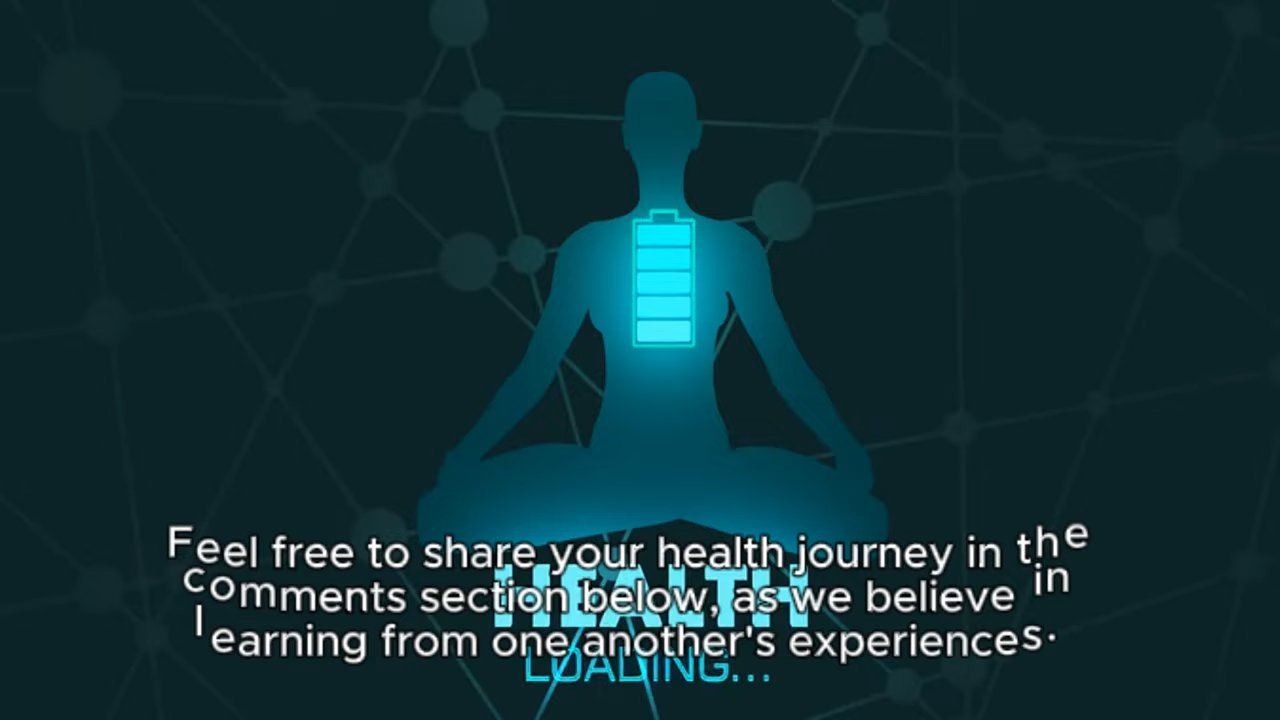 Feel free to share your health journey in the
comments section below, as we believe in
learning from one another's experiences.
HEALTH
LOADING...